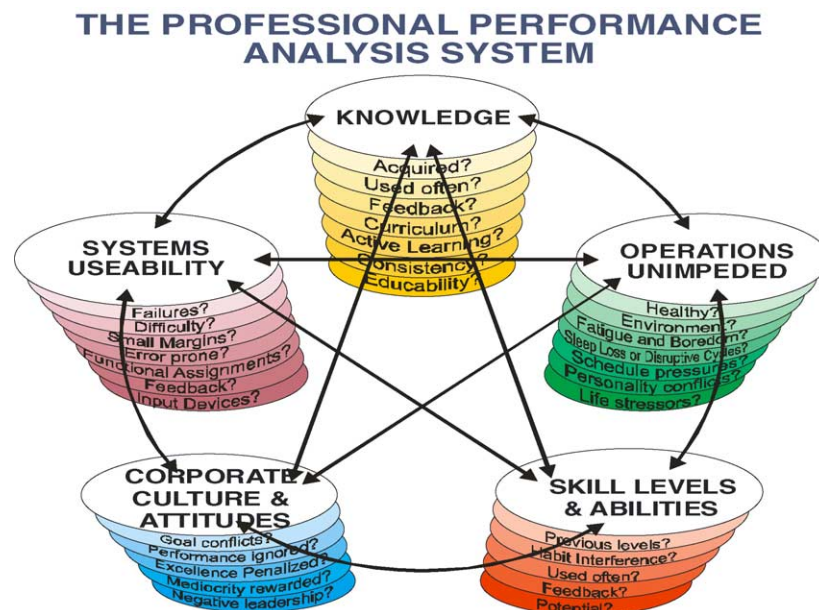 THE PROFESSIONAL PERFORMANCE
ANALYSIS SYSTEM
KNOWLEDGE
Acquired?
Used often?
Feedback?
Curriculum?
Active Learning?
Consistency?
Educability?
SYSTEMS
USEABILITY
Failures?
Difficulty?
Small Margins?
Error prone?
Functional Assignments?
Feedback?
Input Devices?
OPERATIONS
UNIMPEDED
Healthy?
Environment?
Fatigue and Boredom?
Sleep Loss or Disruptive Cycles?
Schedule pressures?
Personality conflicts?
Life stressors?
CORPORATE
CULTURE &
ATTITUDES
Goal conflicts?
Performance Ignored?
Excellence Penalized?
Mediocrity rewarded?
Negative leadership?
SKILL LEVELS
& ABILITIES
Previous levels?
Habit Interference?
Used often?
Feedback?
Potential?